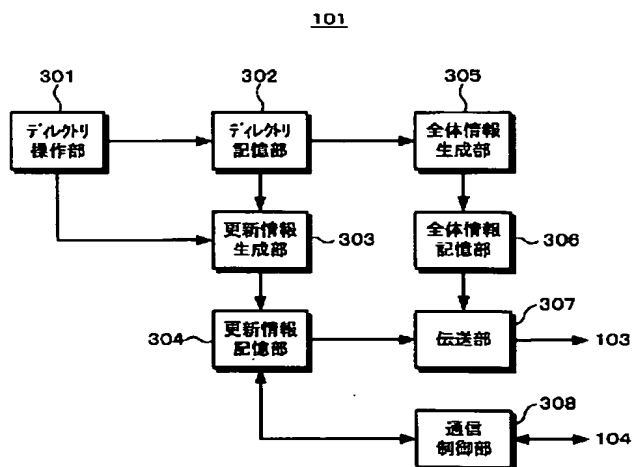 101
301
302
305
ディレクトリ
操作部
ディレクトリ
記憶部
全体情報
生成部
更新情報
生成部
303
全体情報
記憶部
306
304
更新情報
記憶部
伝送部
307
103
通信
制御部
308
104